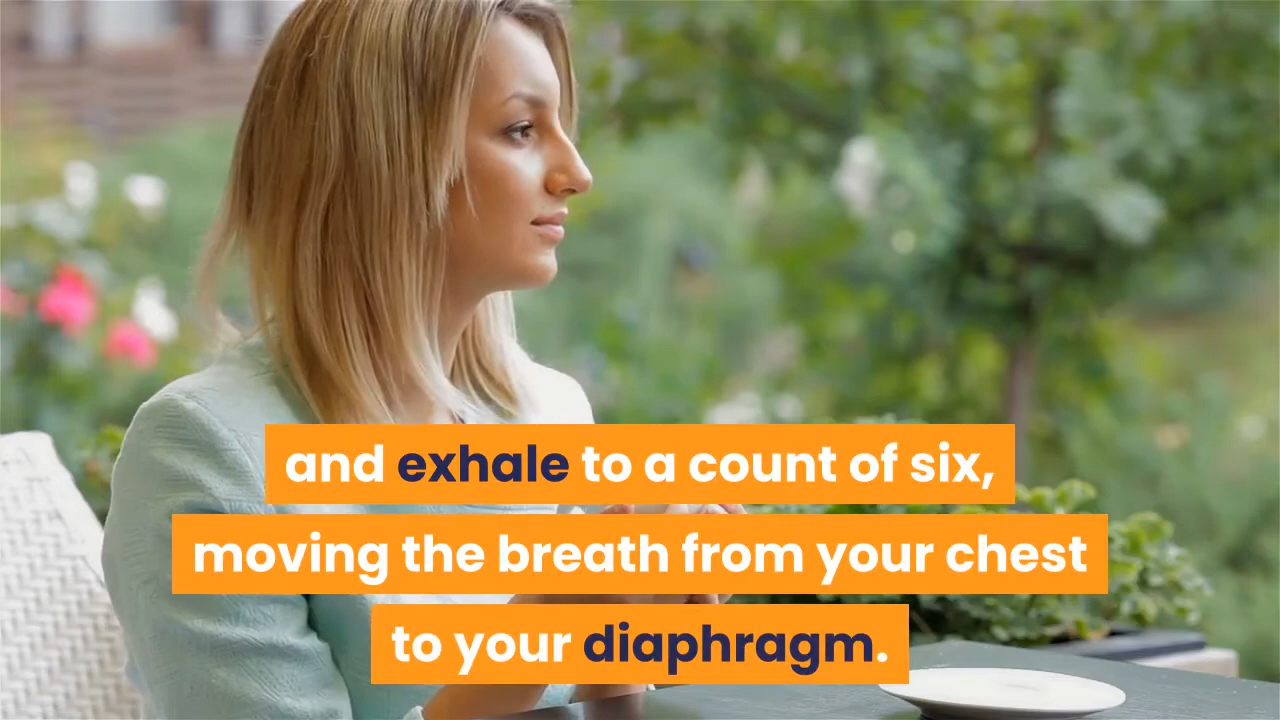 and exhale to a count of six,
moving the breath from your chest
to your diaphragm.